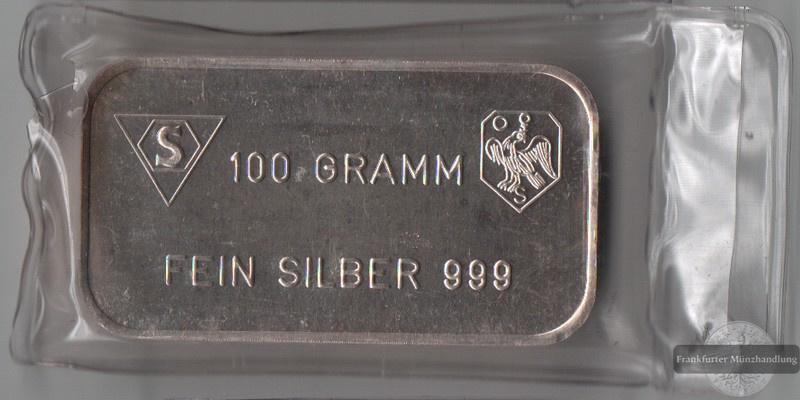 S
100 GRAMM
S
FEIN SILBER 999
Frankfurter Münzhandlung